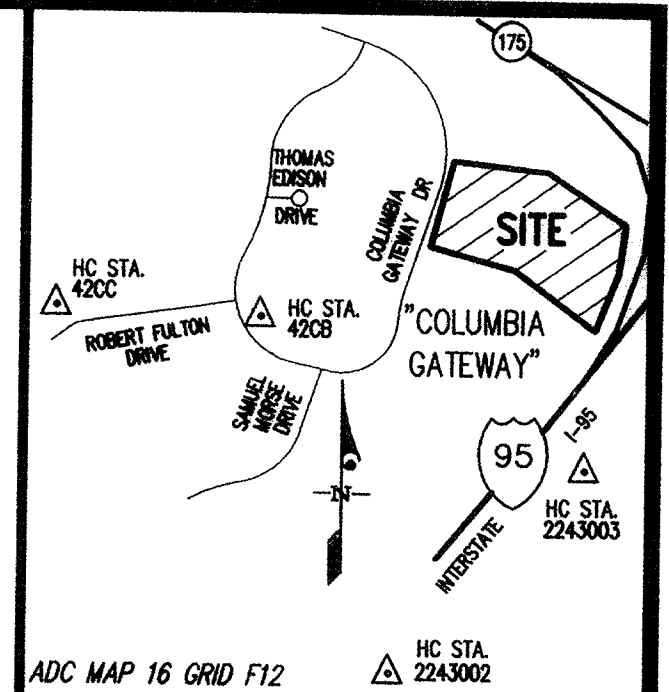 175
THOMAS
EDISON
DRIVE
COLUMBIA
GATEWAY DR
SITE
HC STA.
42CC
HC STA.
42CB
ROBERT FULTON
DRIVE
"COLUMBIA
GATEWAY"
SAMUEL
MORSE
DRIVE
95
I-95
INTERSTATE
HC STA.
2243003
N
HC STA.
2243002
ADC MAP 16 GRID F12